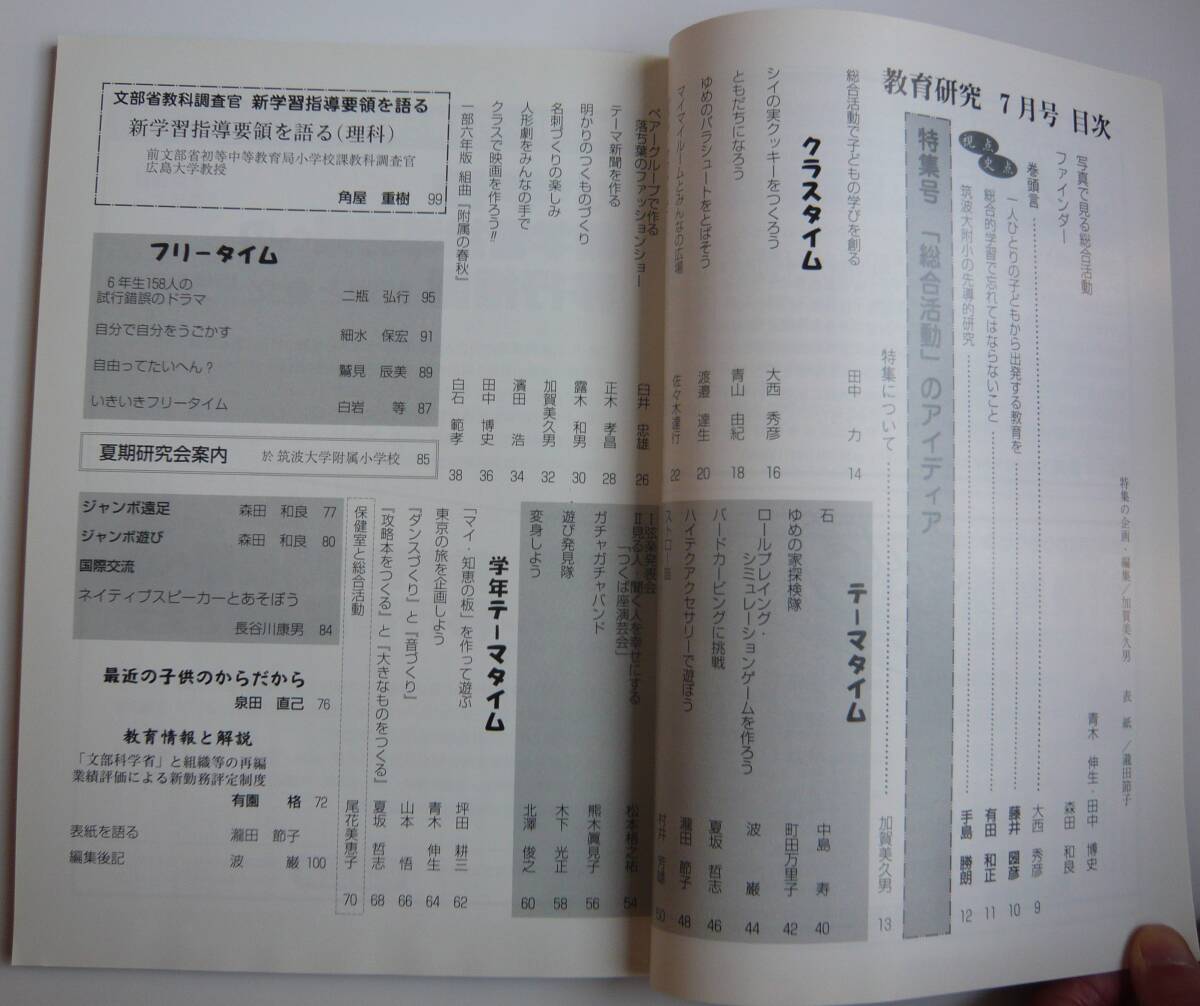 教育研究 7月号 目次
特集の企画・編集/加賀美久男 表紙/瀧田節子
写真で見る総合活動 青木 伸生・田中 博史
ファインダー 森田 和良
視点
史点
巻頭言 大西 秀彦 9
一人ひとりの子どもから出発する教育を 藤井 圀彦 10
総合的学習で忘れてはならないこと 有田 和正 11
筑波大附小の先導的研究 手島 勝朗 12
特集号 「総合活動」のアイディア
特集について 加賀美久男 13
総合活動で子どもの学びを創る 田中 力 14
クラスタイム
シイの実クッキーをつくろう 大西 秀彦 16
ともだちになろう 青山 由紀 18
ゆめのパラシュートをとばそう 渡邉 達生 20
マイマイルームとみんなの広場 佐々木達行 22
ペアーグループで作る
落ち葉のファッションショー 臼井 忠雄 26
テーマ新聞を作る 正木 孝昌 28
明かりのつくものづくり 露木 和男 30
名刺づくりの楽しみ 加賀美久男 32
人形劇をみんなの手で 濱田 浩 34
クラスで映画を作ろう!! 田中 博史 36
一部六年版 組曲『附属の春秋』 白石 範孝 38
テーマタイム
石 中島 寿 40
ゆめの家探検隊 町田万里子 42
ロールプレイング・
シミュレーションゲームを作ろう 波 巌 44
バードカービングに挑戦 夏坂 哲志 46
ハイテクアクセサリーで遊ぼう 瀧田 節子 48
50
Ⅱ見る人・聞く人を幸せにする
「つくば座演芸会」 54
ガチャガチャバンド 熊木眞見子 56
遊び発見隊 木下 光正 58
変身しよう 北澤 俊之 60
学年テーマタイム
「マイ・知恵の板」を作って遊ぶ 坪田 耕三 62
東京の旅を企画しよう 青木 伸生 64
『ダンスづくり』と『音づくり』 山本 悟 66
『攻略本をつくる』と『大きなものをつくる』 夏坂 哲志 68
保健室と総合活動 尾花美恵子 70
文部省教科調査官 新学習指導要領を語る
新学習指導要領を語る(理科)
前文部省初等中等教育局小学校課教科調査官
広島大学教授
角屋 重樹 99
フリータイム
6年生158人の
試行錯誤のドラマ 二瓶 弘行 95
自分で自分をうごかす 細水 保宏 91
自由ってたいへん? 鷲見 辰美 89
いきいきフリータイム 白岩 等 87
夏期研究会案内 於 筑波大学附属小学校 85
ジャンボ遠足 森田 和良 77
ジャンボ遊び 森田 和良 80
国際交流
ネイティブスピーカーとあそぼう
長谷川康男 84
最近の子供のからだから
泉田 直己 76
教育情報と解説
「文部科学省」と組織等の再編
業績評価による新勤務評定制度
有園 格 72
表紙を語る 瀧田 節子
編集後記 波 巌 100